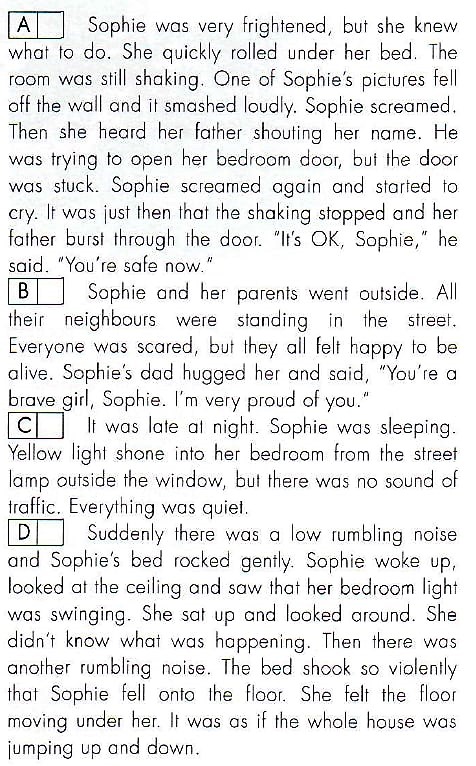 A Sophie was very frightened, but she knew
what to do. She quickly rolled under her bed. The
room was still shaking. One of Sophie's pictures fell
off the wall and it smashed loudly. Sophie screamed.
Then she heard her father shouting her name. He
was trying to open her bedroom door, but the door
was stuck. Sophie screamed again and started to
cry. It was just then that the shaking stopped and her
father burst through the door. "It's OK, Sophie," he
said. "You're safe now."
B Sophie and her parents went outside. All
their neighbours were standing in the street.
Everyone was scared, but they all felt happy to be
alive. Sophie's dad hugged her and said, "You're a
brave girl, Sophie. I'm very proud of you."
C It was late at night. Sophie was sleeping.
Yellow light shone into her bedroom from the street
lamp outside the window, but there was no sound of
traffic. Everything was quiet.
D Suddenly there was a low rumbling noise
and Sophie's bed rocked gently. Sophie woke up,
looked at the ceiling and saw that her bedroom light
was swinging. She sat up and looked around. She
didn't know what was happening. Then there was
another rumbling noise. The bed shook so violently
that Sophie fell onto the floor. She felt the floor
moving under her. It was as if the whole house was
jumping up and down.